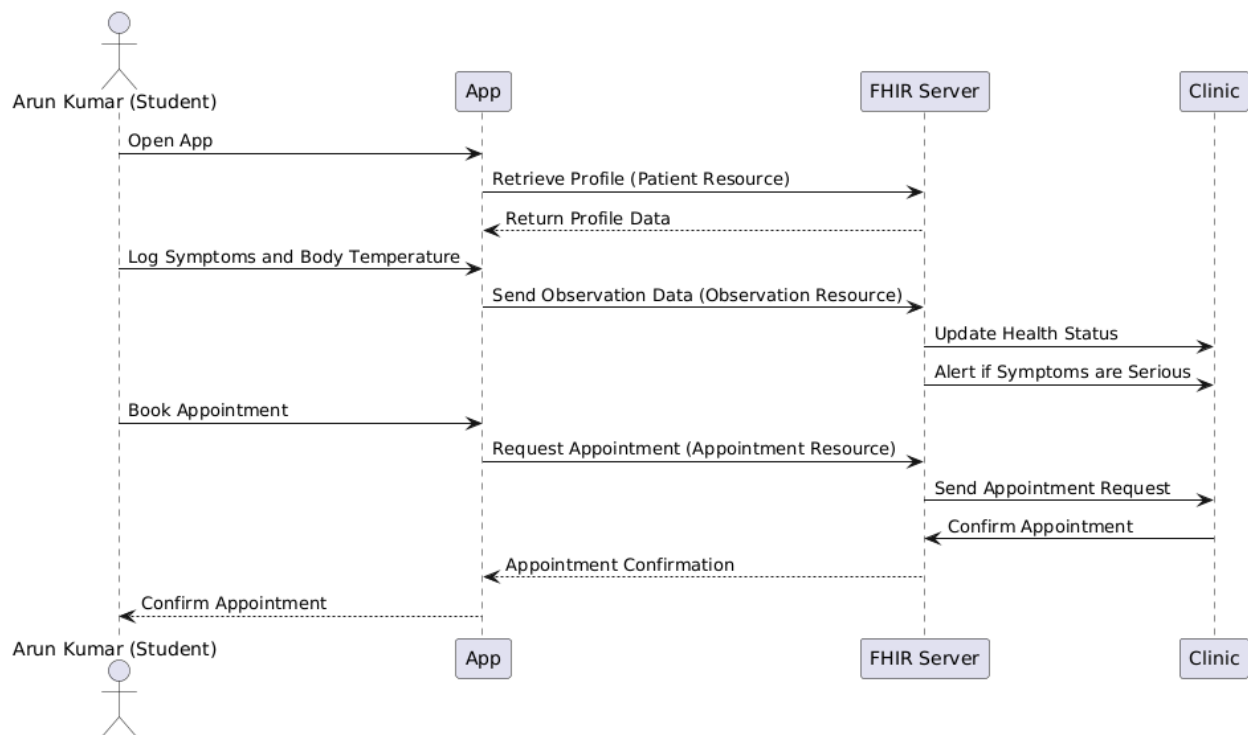 Arun Kumar (Student)
App
FHIR Server
Clinic
Open App
Retrieve Profile (Patient Resource)
Return Profile Data
Log Symptoms and Body Temperature
Send Observation Data (Observation Resource)
Update Health Status
Alert if Symptoms are Serious
Book Appointment
Request Appointment (Appointment Resource)
Send Appointment Request
Confirm Appointment
Appointment Confirmation
Confirm Appointment
Arun Kumar (Student)
App
FHIR Server
Clinic